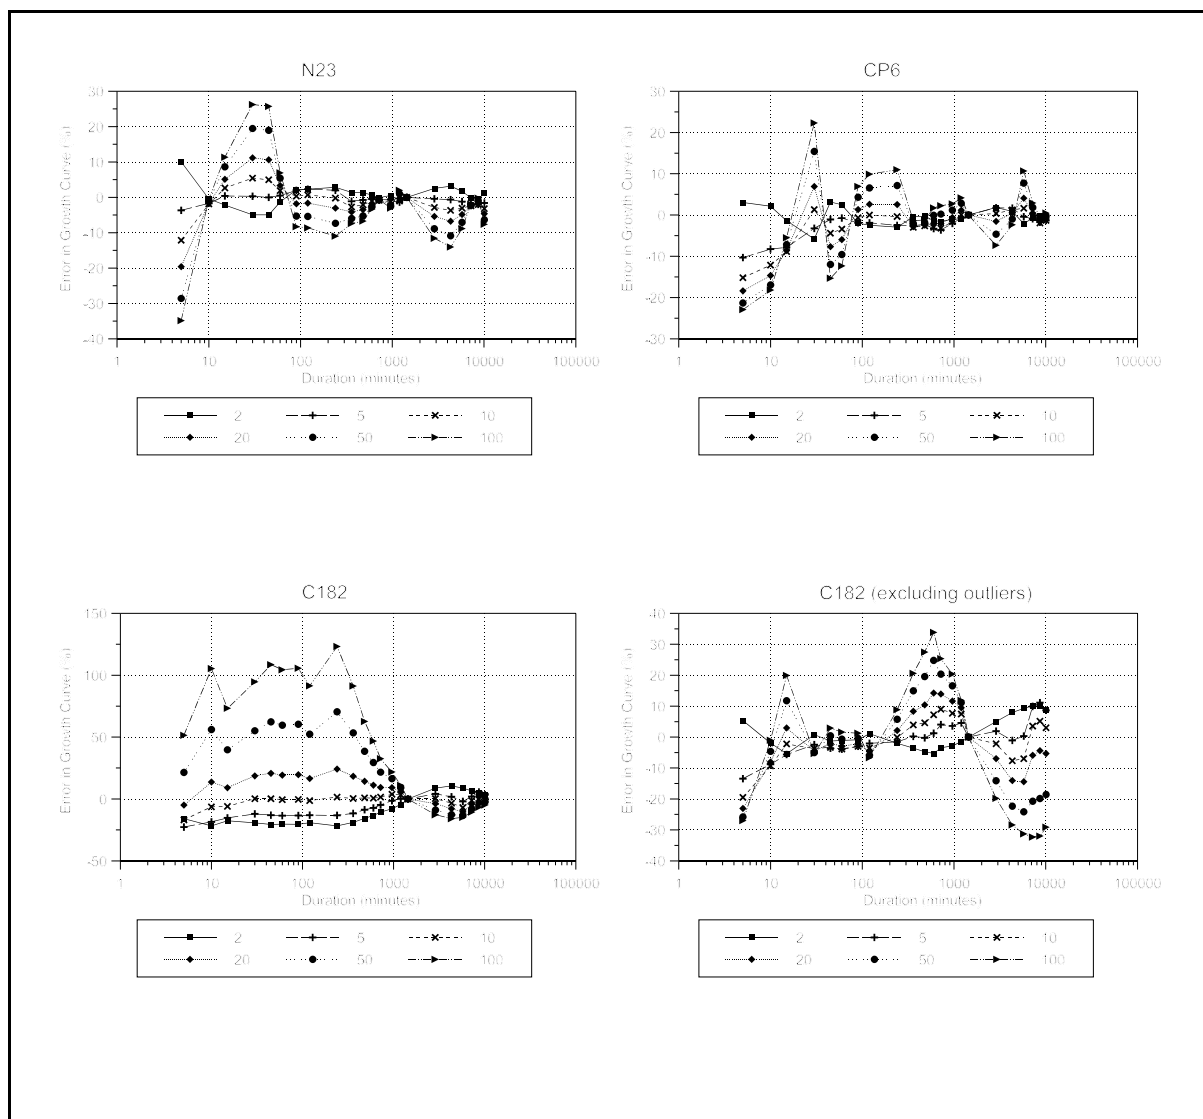 N23
Error in Growth Curve (%)
30
20
10
0
-10
-20
-30
-40
1 10 100 1000 10000 100000
Duration (minutes)
2 5 10
20 50 100
CP6
Error in Growth Curve (%)
30
20
10
0
-10
-20
-30
1 10 100 1000 10000 100000
Duration (minutes)
2 5 10
20 50 100
C182
Error in Growth Curve (%)
150
100
50
0
-50
1 10 100 1000 10000 100000
Duration (minutes)
2 5 10
20 50 100
C182 (excluding outliers)
Error in Growth Curve (%)
40
30
20
10
0
-10
-20
-30
-40
1 10 100 1000 10000 100000
Duration (minutes)
2 5 10
20 50 100